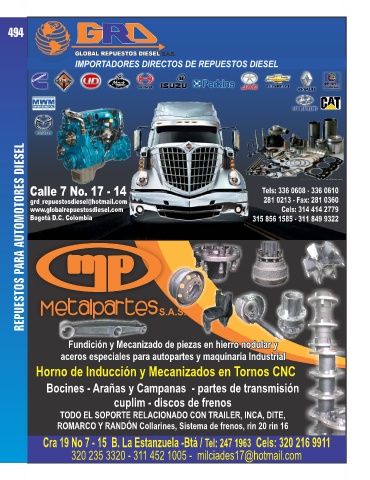 494
GRD
GLOBAL REPUESTOS DIESEL S.A.S.
IMPORTADORES DIRECTOS DE REPUESTOS DIESEL
UD
ISUZU
Perkins
JAC
MWM
CAT
Calle 7 No. 17 - 14
grd_repuestosdiesel@hotmail.com
www.globalrepuestosdiesel.com
Bogotá D.C. Colombia
Tels: 336 0608 - 336 0610
281 0213 - Fax: 281 0360
Cels: 314 454 2779
315 856 1585 - 311 849 9322
REPUESTOS PARA AUTOMOTORES DIESEL
mp
Metalpartes S.A.S.
Fundición y Mecanizado de piezas en hierro nodular y
aceros especiales para autopartes y maquinaria Industrial
Horno de Inducción y Mecanizados en Tornos CNC
Bocines - Arañas y Campanas - partes de transmisión
cuplim - discos de frenos
TODO EL SOPORTE RELACIONADO CON TRAILER, INCA, DITE,
ROMARCO Y RANDÓN Collarines, Sistema de frenos, rin 20 rin 16
Cra 19 No 7 - 15 B. La Estanzuela -Btá / Tel: 247 1963 Cels: 320 216 9911
320 235 3320 - 311 452 1005 - milciades17@hotmail.com